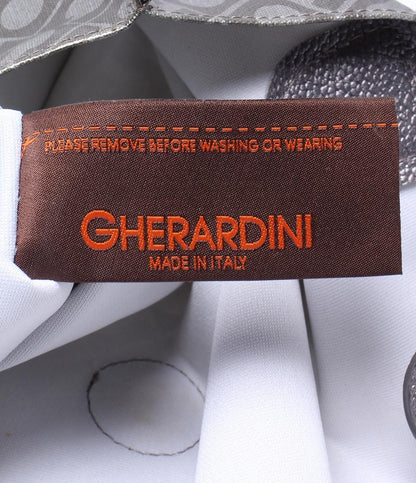 PLEASE REMOVE BEFORE WASHING OR WEARING
GHERARDINI
MADE IN ITALY